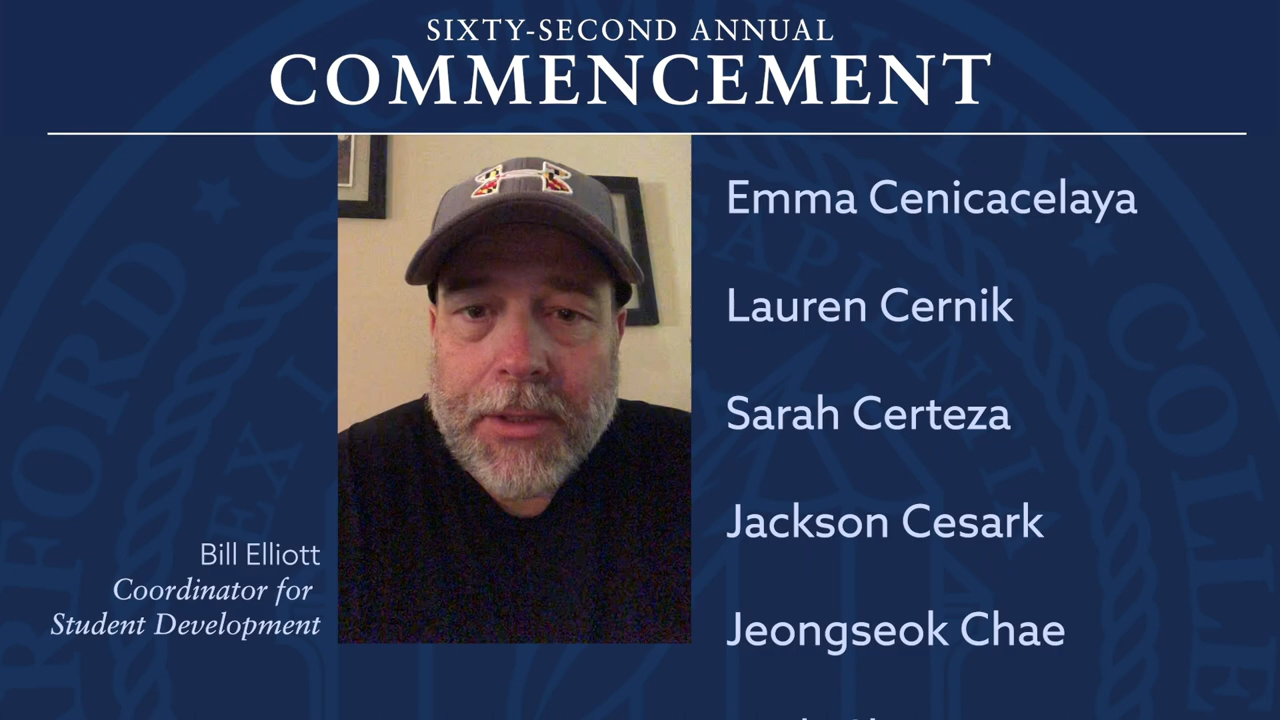 SIXTY-SECOND ANNUAL
COMMENCEMENT
Emma Cenicacelaya
Lauren Cernik
Sarah Certeza
Jackson Cesark
Jeongseok Chae
Bill Elliott
Coordinator for
Student Development